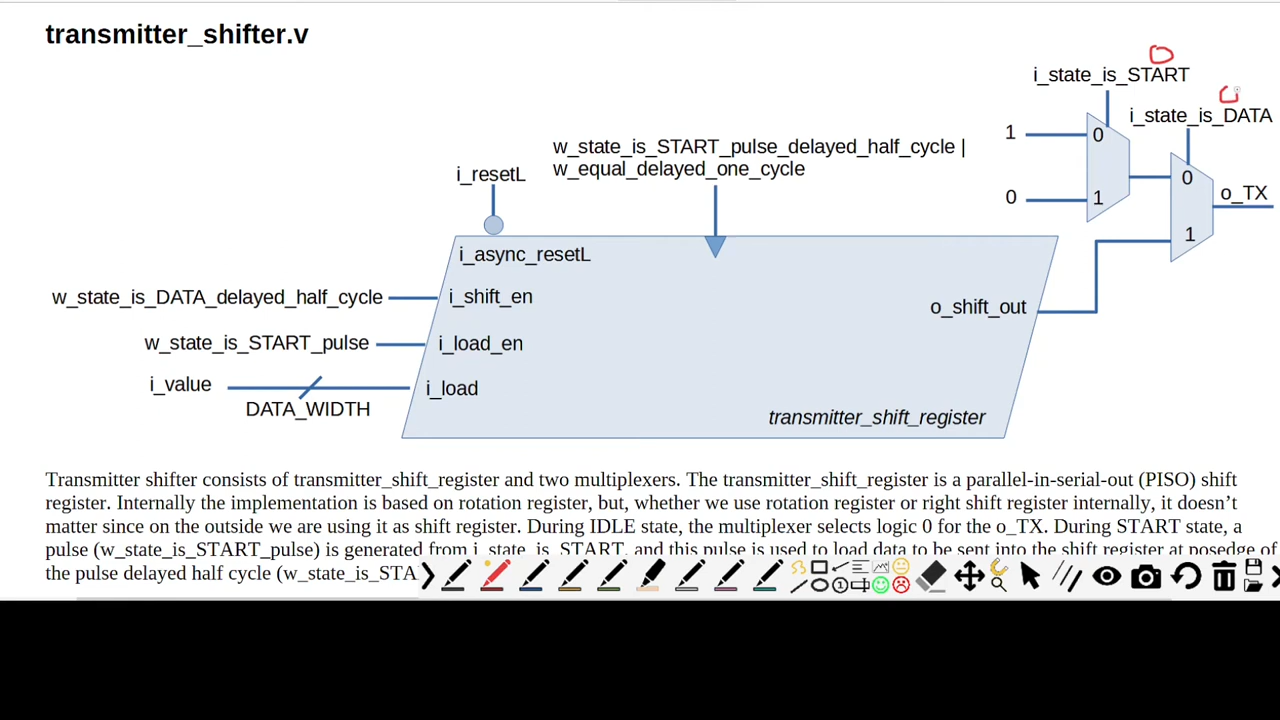 transmitter_shifter.v
i_state_is_START
i_state_is_DATA
1
0
0
1
0
1
o_TX
w_state_is_START_pulse_delayed_half_cycle |
w_equal_delayed_one_cycle
i_resetL
i_async_resetL
w_state_is_DATA_delayed_half_cycle
i_shift_en
o_shift_out
w_state_is_START_pulse
i_load_en
i_value
i_load
DATA_WIDTH
transmitter_shift_register
Transmitter shifter consists of transmitter_shift_register and two multiplexers. The transmitter_shift_register is a parallel-in-serial-out (PISO) shift
register. Internally the implementation is based on rotation register, but, whether we use rotation register or right shift register internally, it doesn't
matter since on the outside we are using it as shift register. During IDLE state, the multiplexer selects logic 0 for the o_TX. During START state, a
pulse (w_state_is_START_pulse) is generated from i_state_is_START, and this pulse is used to load data to be sent into the shift register at posedge of
the pulse delayed half cycle (w_state_is_STA